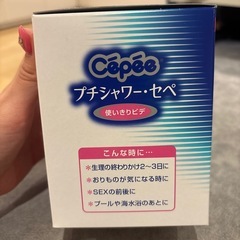 Cepée
プチシャワー・セペ
使いきりビデ
こんな時に…
*生理の終わりかけ2~3日に
*おりものが気になる時に
*SEXの前後に
*プールや海水浴のあとに